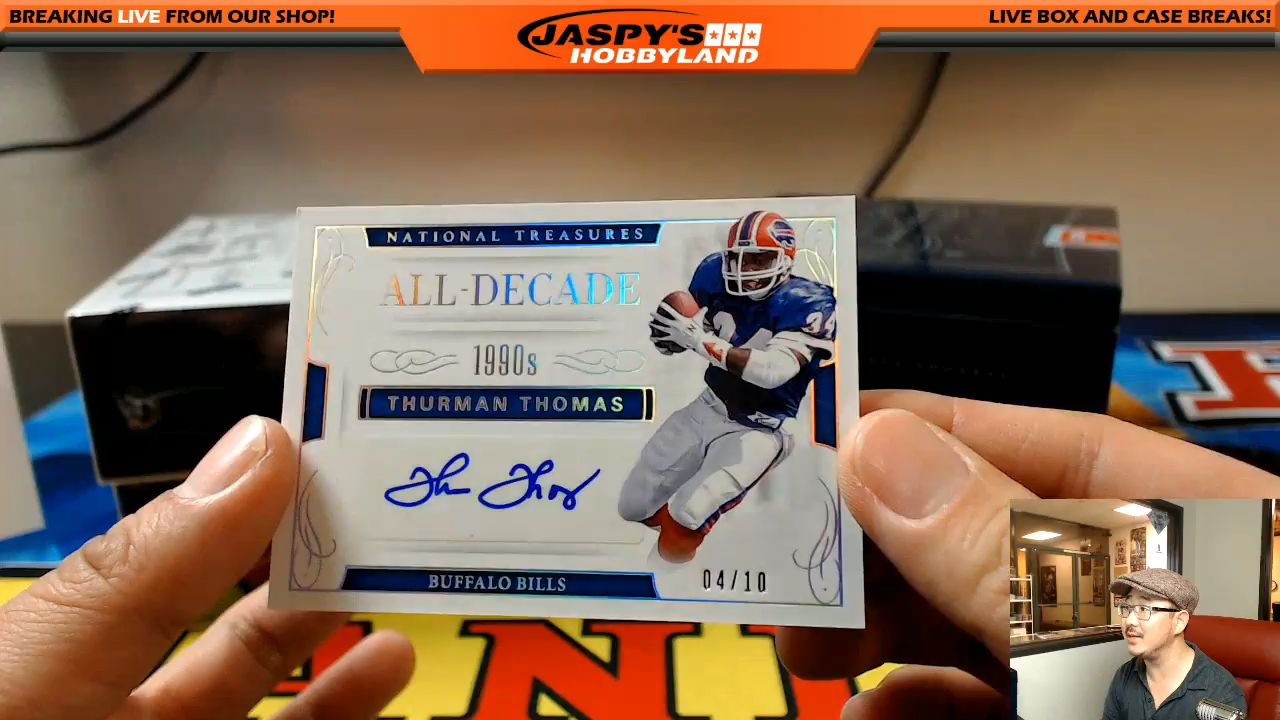 BREAKING LIVE FROM OUR SHOP!
JASPY'S
HOBBYLAND
LIVE BOX AND CASE BREAKS!
NATIONAL TREASURES
ALL-DECADE
1990s
THURMAN THOMAS
34
BUFFALO BILLS
04/10